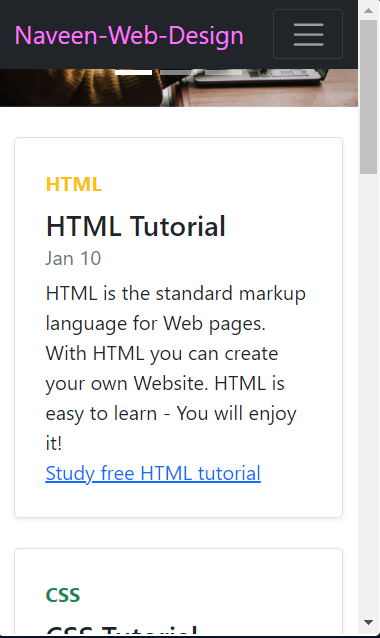 Naveen-Web-Design
HTML
HTML Tutorial
Jan 10
HTML is the standard markup
language for Web pages.
With HTML you can create
your own Website. HTML is
easy to learn - You will enjoy
it!
Study free HTML tutorial
CSS
CSS Tutorial